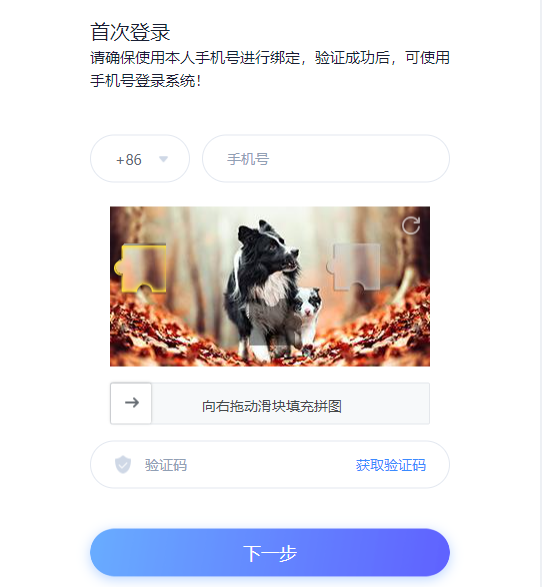 首次登录
请确保使用本人手机号进行绑定，验证成功后，可使用
手机号登录系统！
+86
手机号
向右拖动滑块填充拼图
验证码
获取验证码
下一步